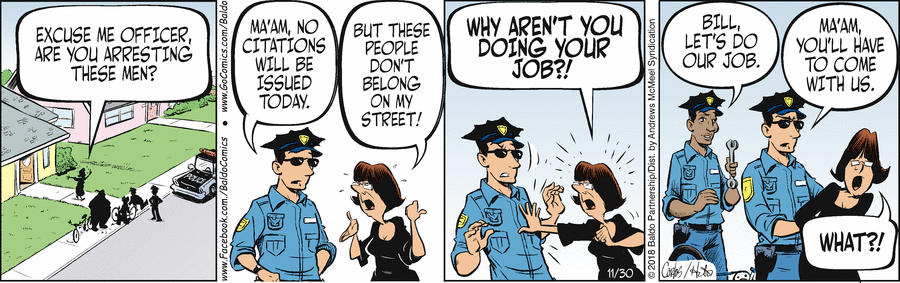 EXCUSE ME OFFICER,
ARE YOU ARRESTING
THESE MEN?
www.Facebook.com/BaldoComics • www.GoComics.com/Baldo
MA'AM, NO
CITATIONS
WILL BE
ISSUED
TODAY.
BUT THESE
PEOPLE
DON'T
BELONG
ON MY
STREET!
WHY AREN'T YOU
DOING YOUR
JOB?!
11/30
©2018 Baldo Partnership/Dist. by Andrews McMeel Syndication
BILL,
LET'S DO
OUR JOB.
MA'AM,
YOU'LL HAVE
TO COME
WITH US.
WHAT?!